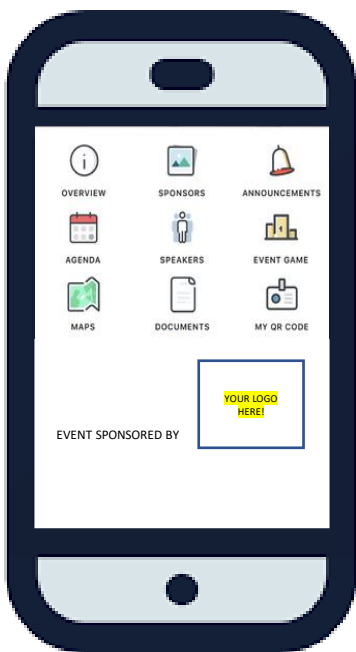 OVERVIEW SPONSORS ANNOUNCEMENTS
AGENDA SPEAKERS EVENT GAME
MAPS DOCUMENTS MY QR CODE
YOUR LOGO
HERE!
EVENT SPONSORED BY